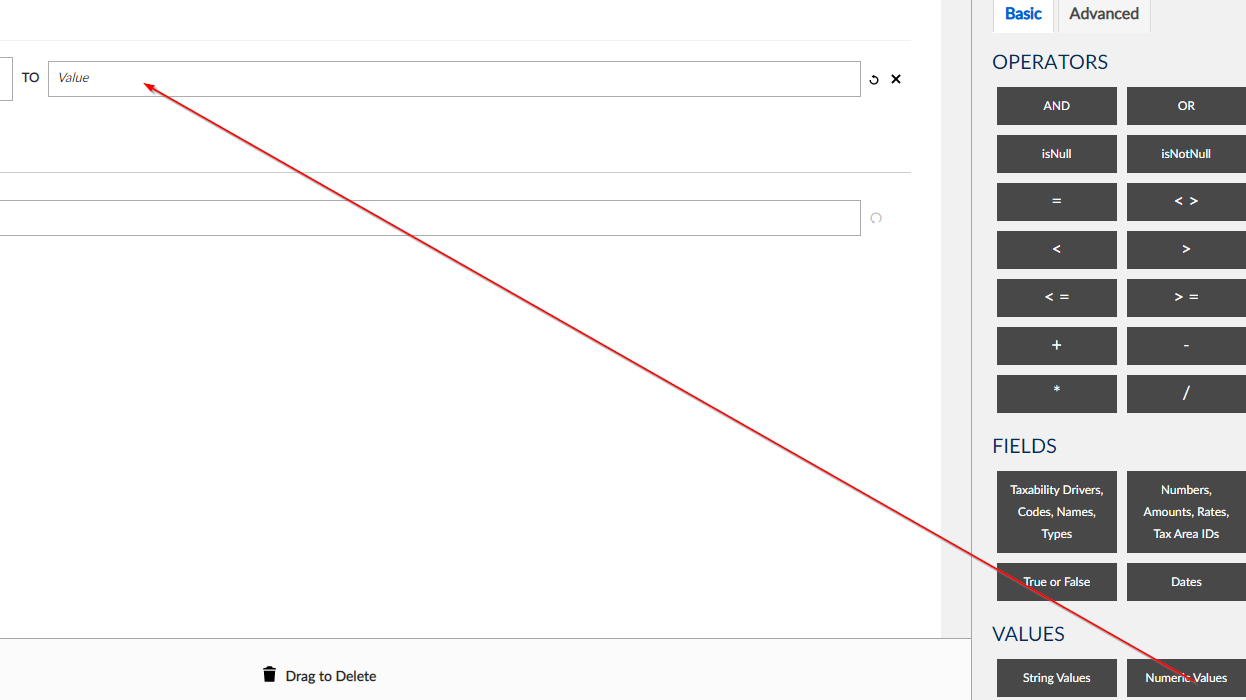 Basic Advanced
OPERATORS
TO Value
AND OR
isNull isNotNull
= < >
< >
< = > =
+ -
* /
FIELDS
Taxability Drivers,
Codes, Names,
Types
Numbers,
Amounts, Rates,
Tax Area IDs
True or False Dates
VALUES
Drag to Delete
String Values Numeric Values